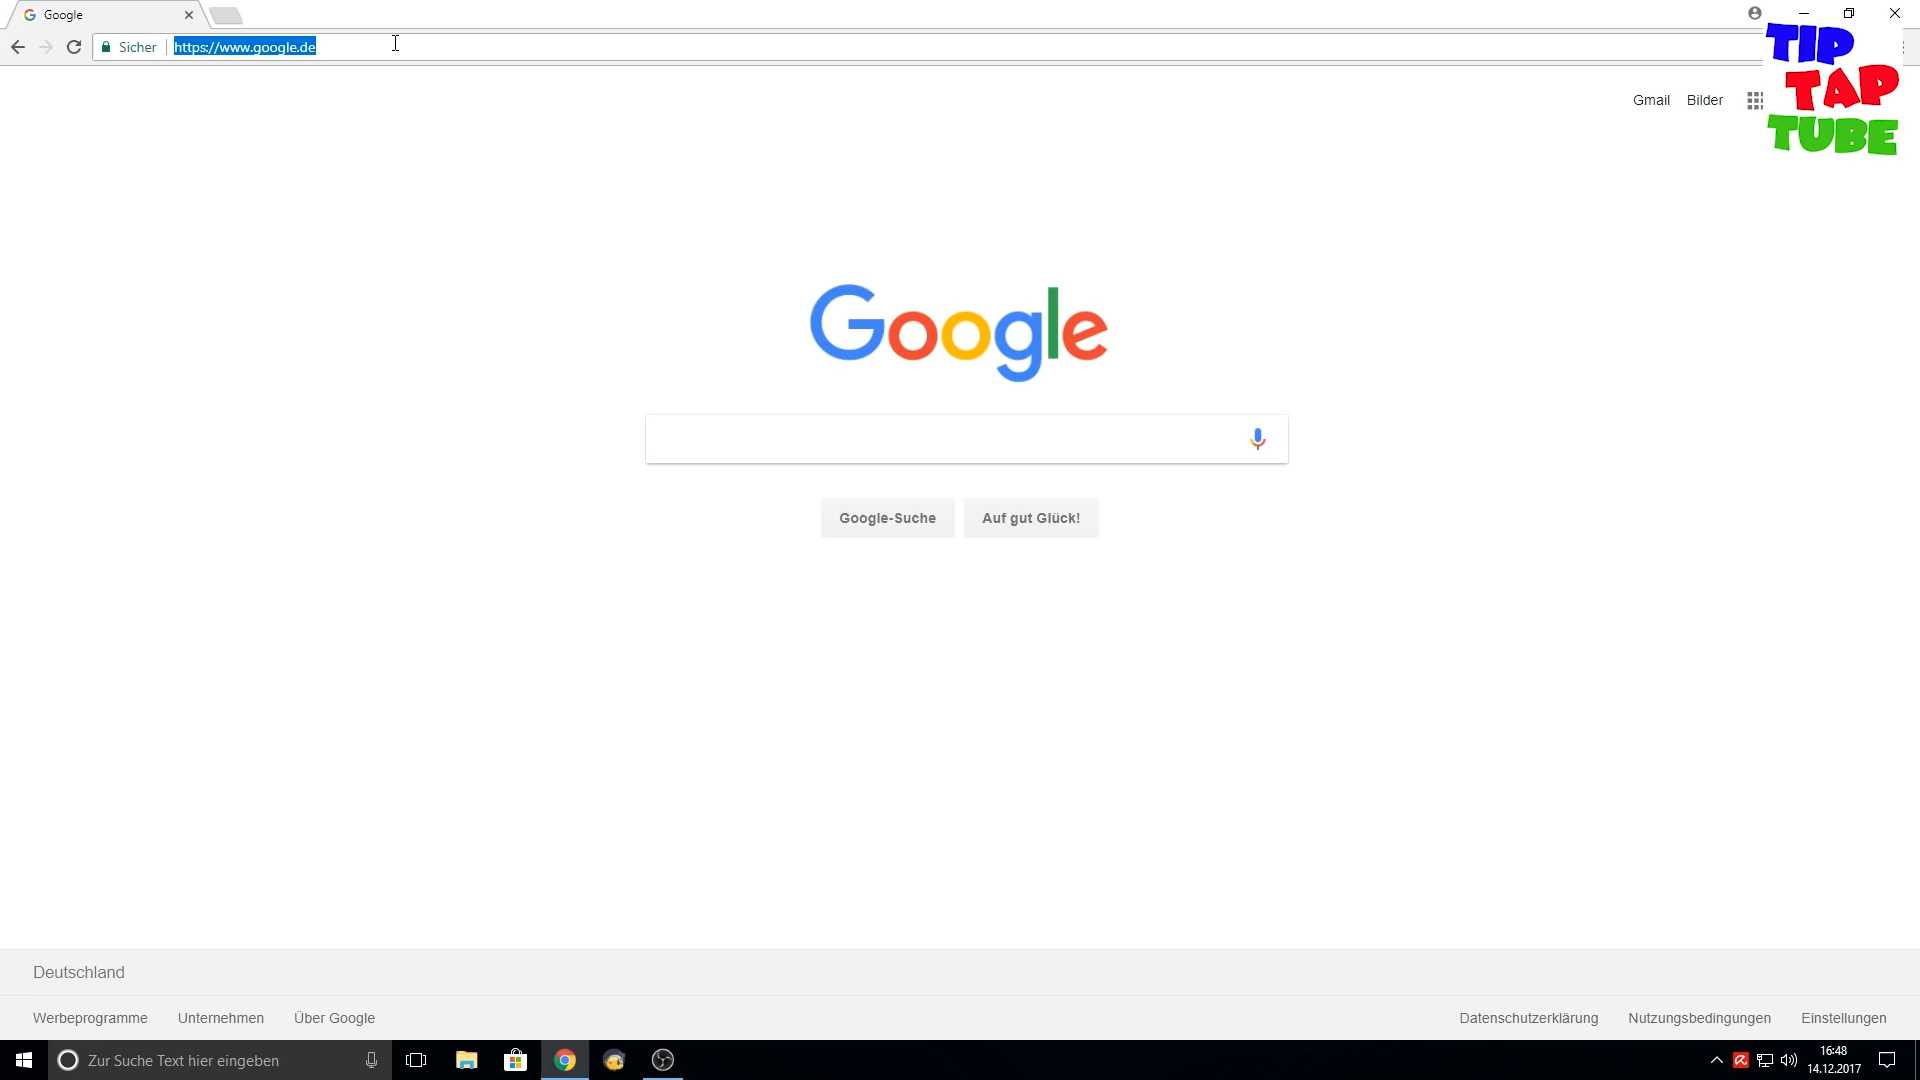 Google
Sicher
https://www.google.de
TIP
TAP
TUBE
Gmail
Bilder
Google
Google-Suche
Auf gut Glück!
Deutschland
Werbeprogramme
Unternehmen
Über Google
Datenschutzerklärung
Nutzungsbedingungen
Einstellungen
Zur Suche Text hier eingeben
16:48
14.12.2017